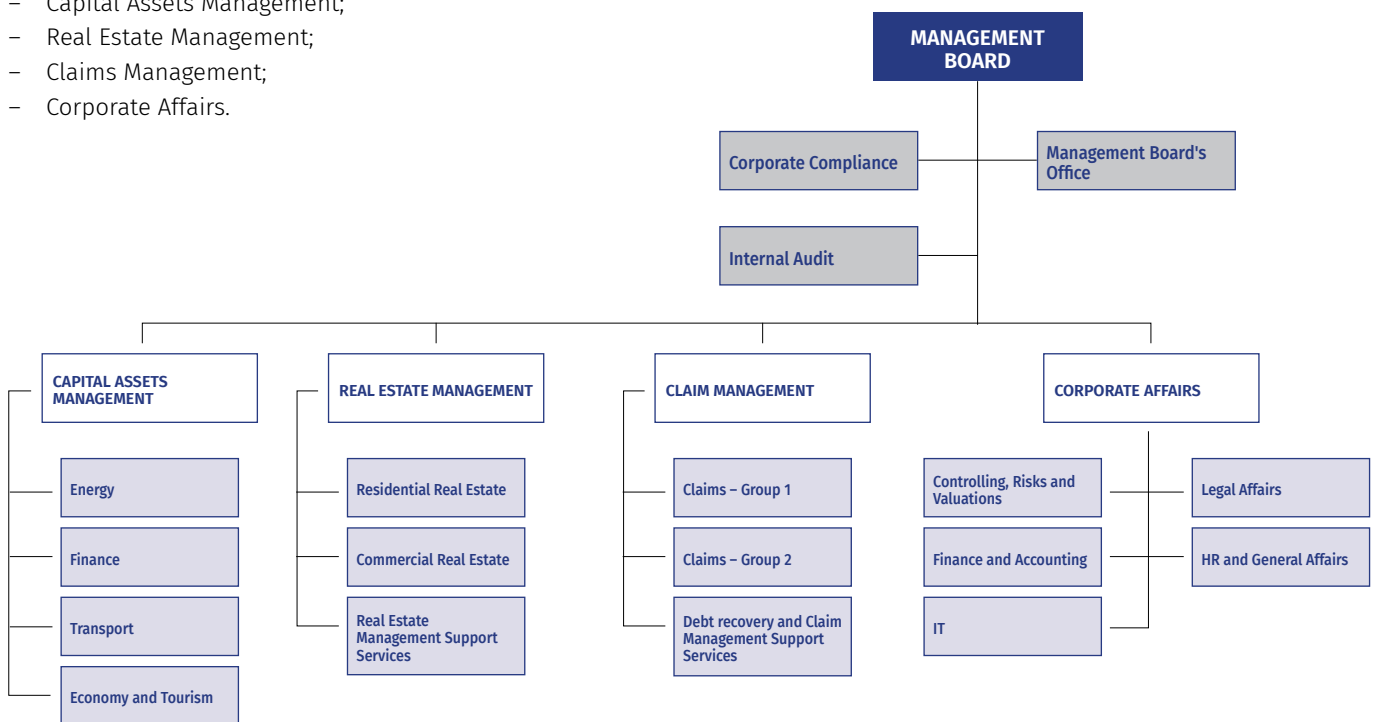 – Capital Assets Management;
– Real Estate Management;
– Claims Management;
– Corporate Affairs.
MANAGEMENT
BOARD
Corporate Compliance
Management Board's
Office
Internal Audit
CAPITAL ASSETS
MANAGEMENT
REAL ESTATE MANAGEMENT
CLAIM MANAGEMENT
CORPORATE AFFAIRS
Energy
Finance
Transport
Economy and Tourism
Residential Real Estate
Commercial Real Estate
Real Estate
Management Support
Services
Claims – Group 1
Claims – Group 2
Debt recovery and Claim
Management Support
Services
Controlling, Risks and
Valuations
Finance and Accounting
IT
Legal Affairs
HR and General Affairs